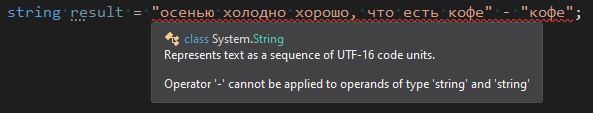 string result = "осенью холодно хорошо, что есть кофе" - "кофе";
class System.String
Represents text as a sequence of UTF-16 code units.
Operator '-' cannot be applied to operands of type 'string' and 'string'